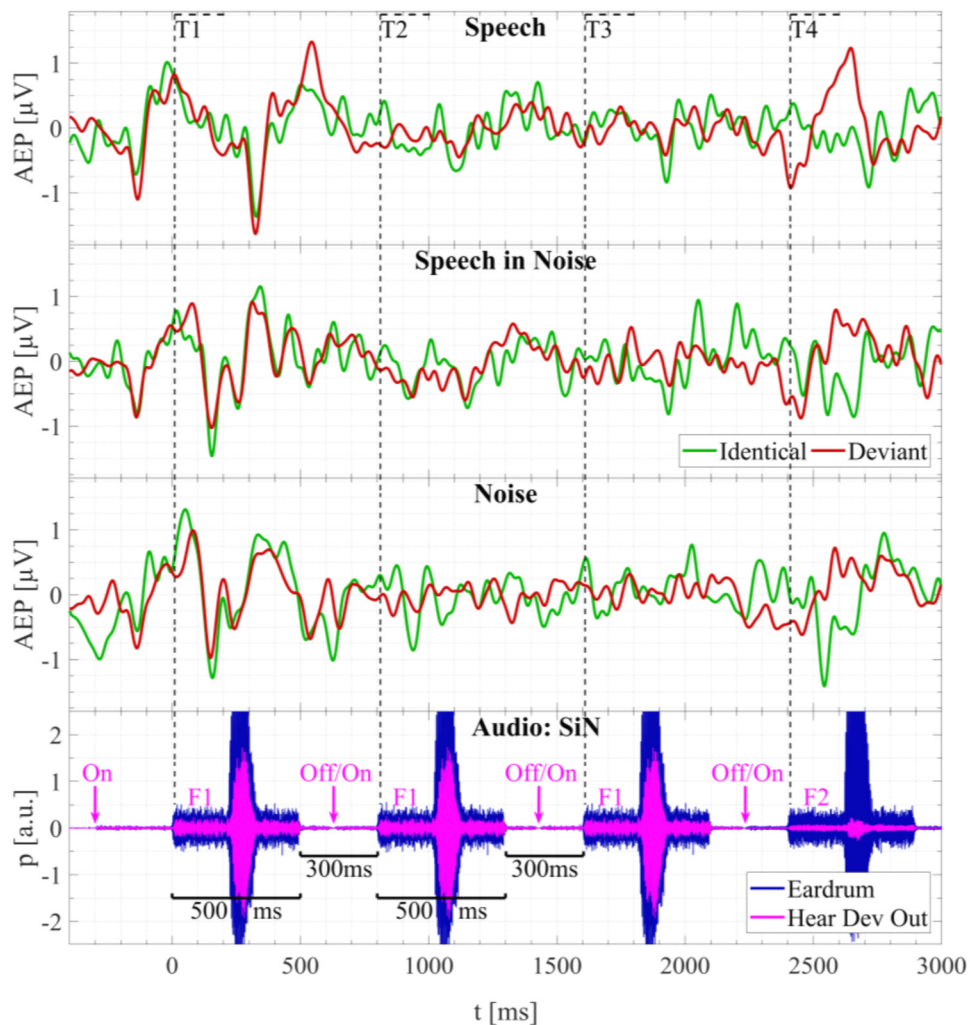 T1 T2 T3 T4
Speech
AEP [µV]
1
0
-1
Speech in Noise
AEP [µV]
1
0
-1
Identical Deviant
Noise
AEP [µV]
1
0
-1
Audio: SiN
p [a.u.]
2
1
0
-1
-2
On Off/On Off/On Off/On
F1 F1 F1 F2
300ms 300ms
500 ms 500 ms
Eardrum
Hear Dev Out
0 500 1000 1500 2000 2500 3000
t [ms]